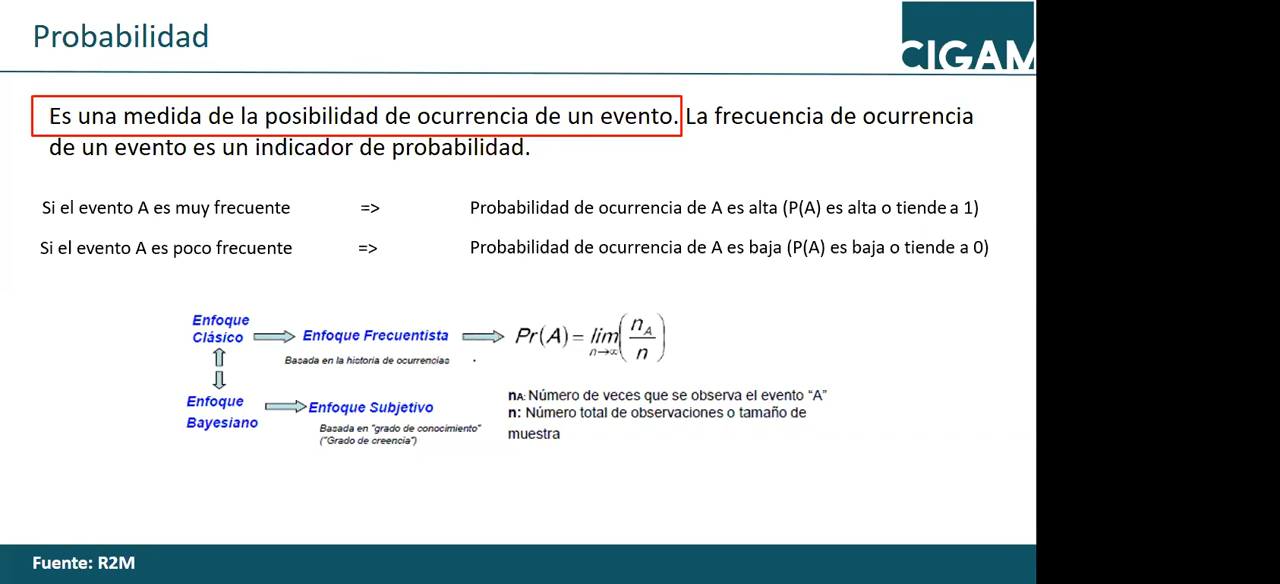 Probabilidad
CIGAM
Es una medida de la posibilidad de ocurrencia de un evento. La frecuencia de ocurrencia
de un evento es un indicador de probabilidad.
Si el evento A es muy frecuente => Probabilidad de ocurrencia de A es alta (P(A) es alta o tiende a 1)
Si el evento A es poco frecuente => Probabilidad de ocurrencia de A es baja (P(A) es baja o tiende a 0)
Enfoque
Clásico
Enfoque Frecuentista
Pr(A) = lim n→∞ (nA / n)
Basada en la historia de ocurrencias
Enfoque
Bayesiano
Enfoque Subjetivo
Basada en "grado de conocimiento"
("Grado de creencia")
nA: Número de veces que se observa el evento “A”
n: Número total de observaciones o tamaño de
muestra
Fuente: R2M